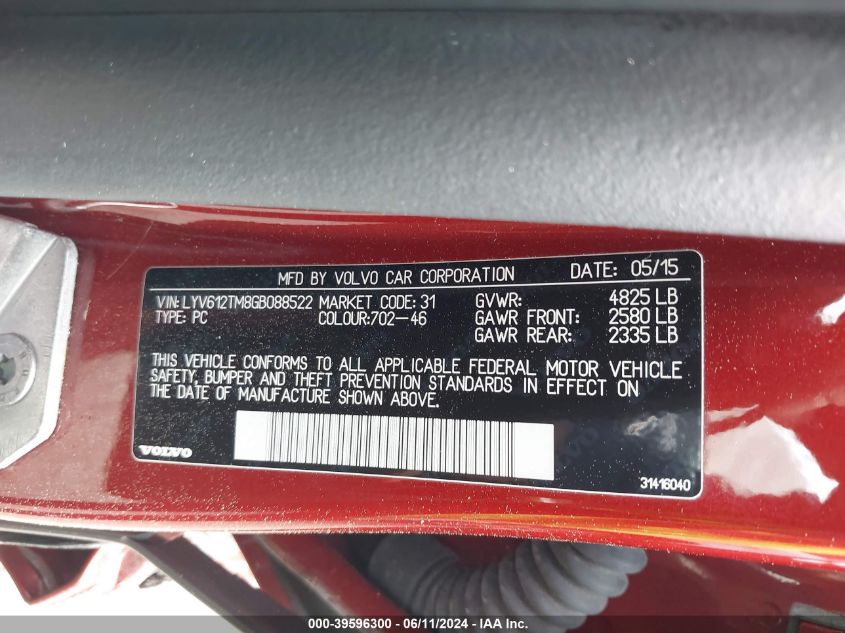 MFD BY VOLVO CAR CORPORATION DATE: 05/15
VIN: LYV612TM8GB088522 MARKET CODE: 31 GVWR: 4825 LB
TYPE: PC COLOUR:702-46 GAWR FRONT: 2580 LB
GAWR REAR: 2335 LB
THIS VEHICLE CONFORMS TO ALL APPLICABLE FEDERAL MOTOR VEHICLE
SAFETY, BUMPER AND THEFT PREVENTION STANDARDS IN EFFECT ON
THE DATE OF MANUFACTURE SHOWN ABOVE.
VOLVO
31416040
000-39596300 - 06/11/2024 - IAA Inc.